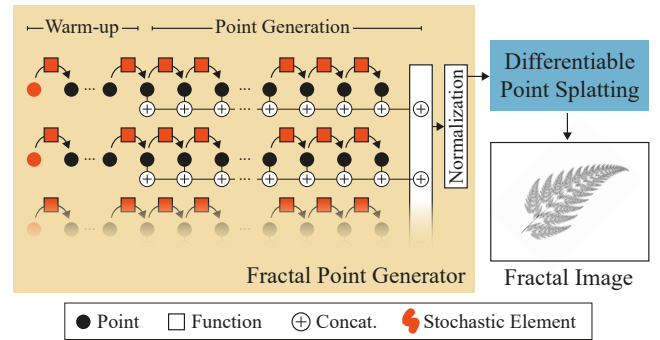 Warm-up
Point Generation
Normalization
Differentiable
Point Splatting
Fractal Point Generator
Fractal Image
Point
Function
Concat.
Stochastic Element